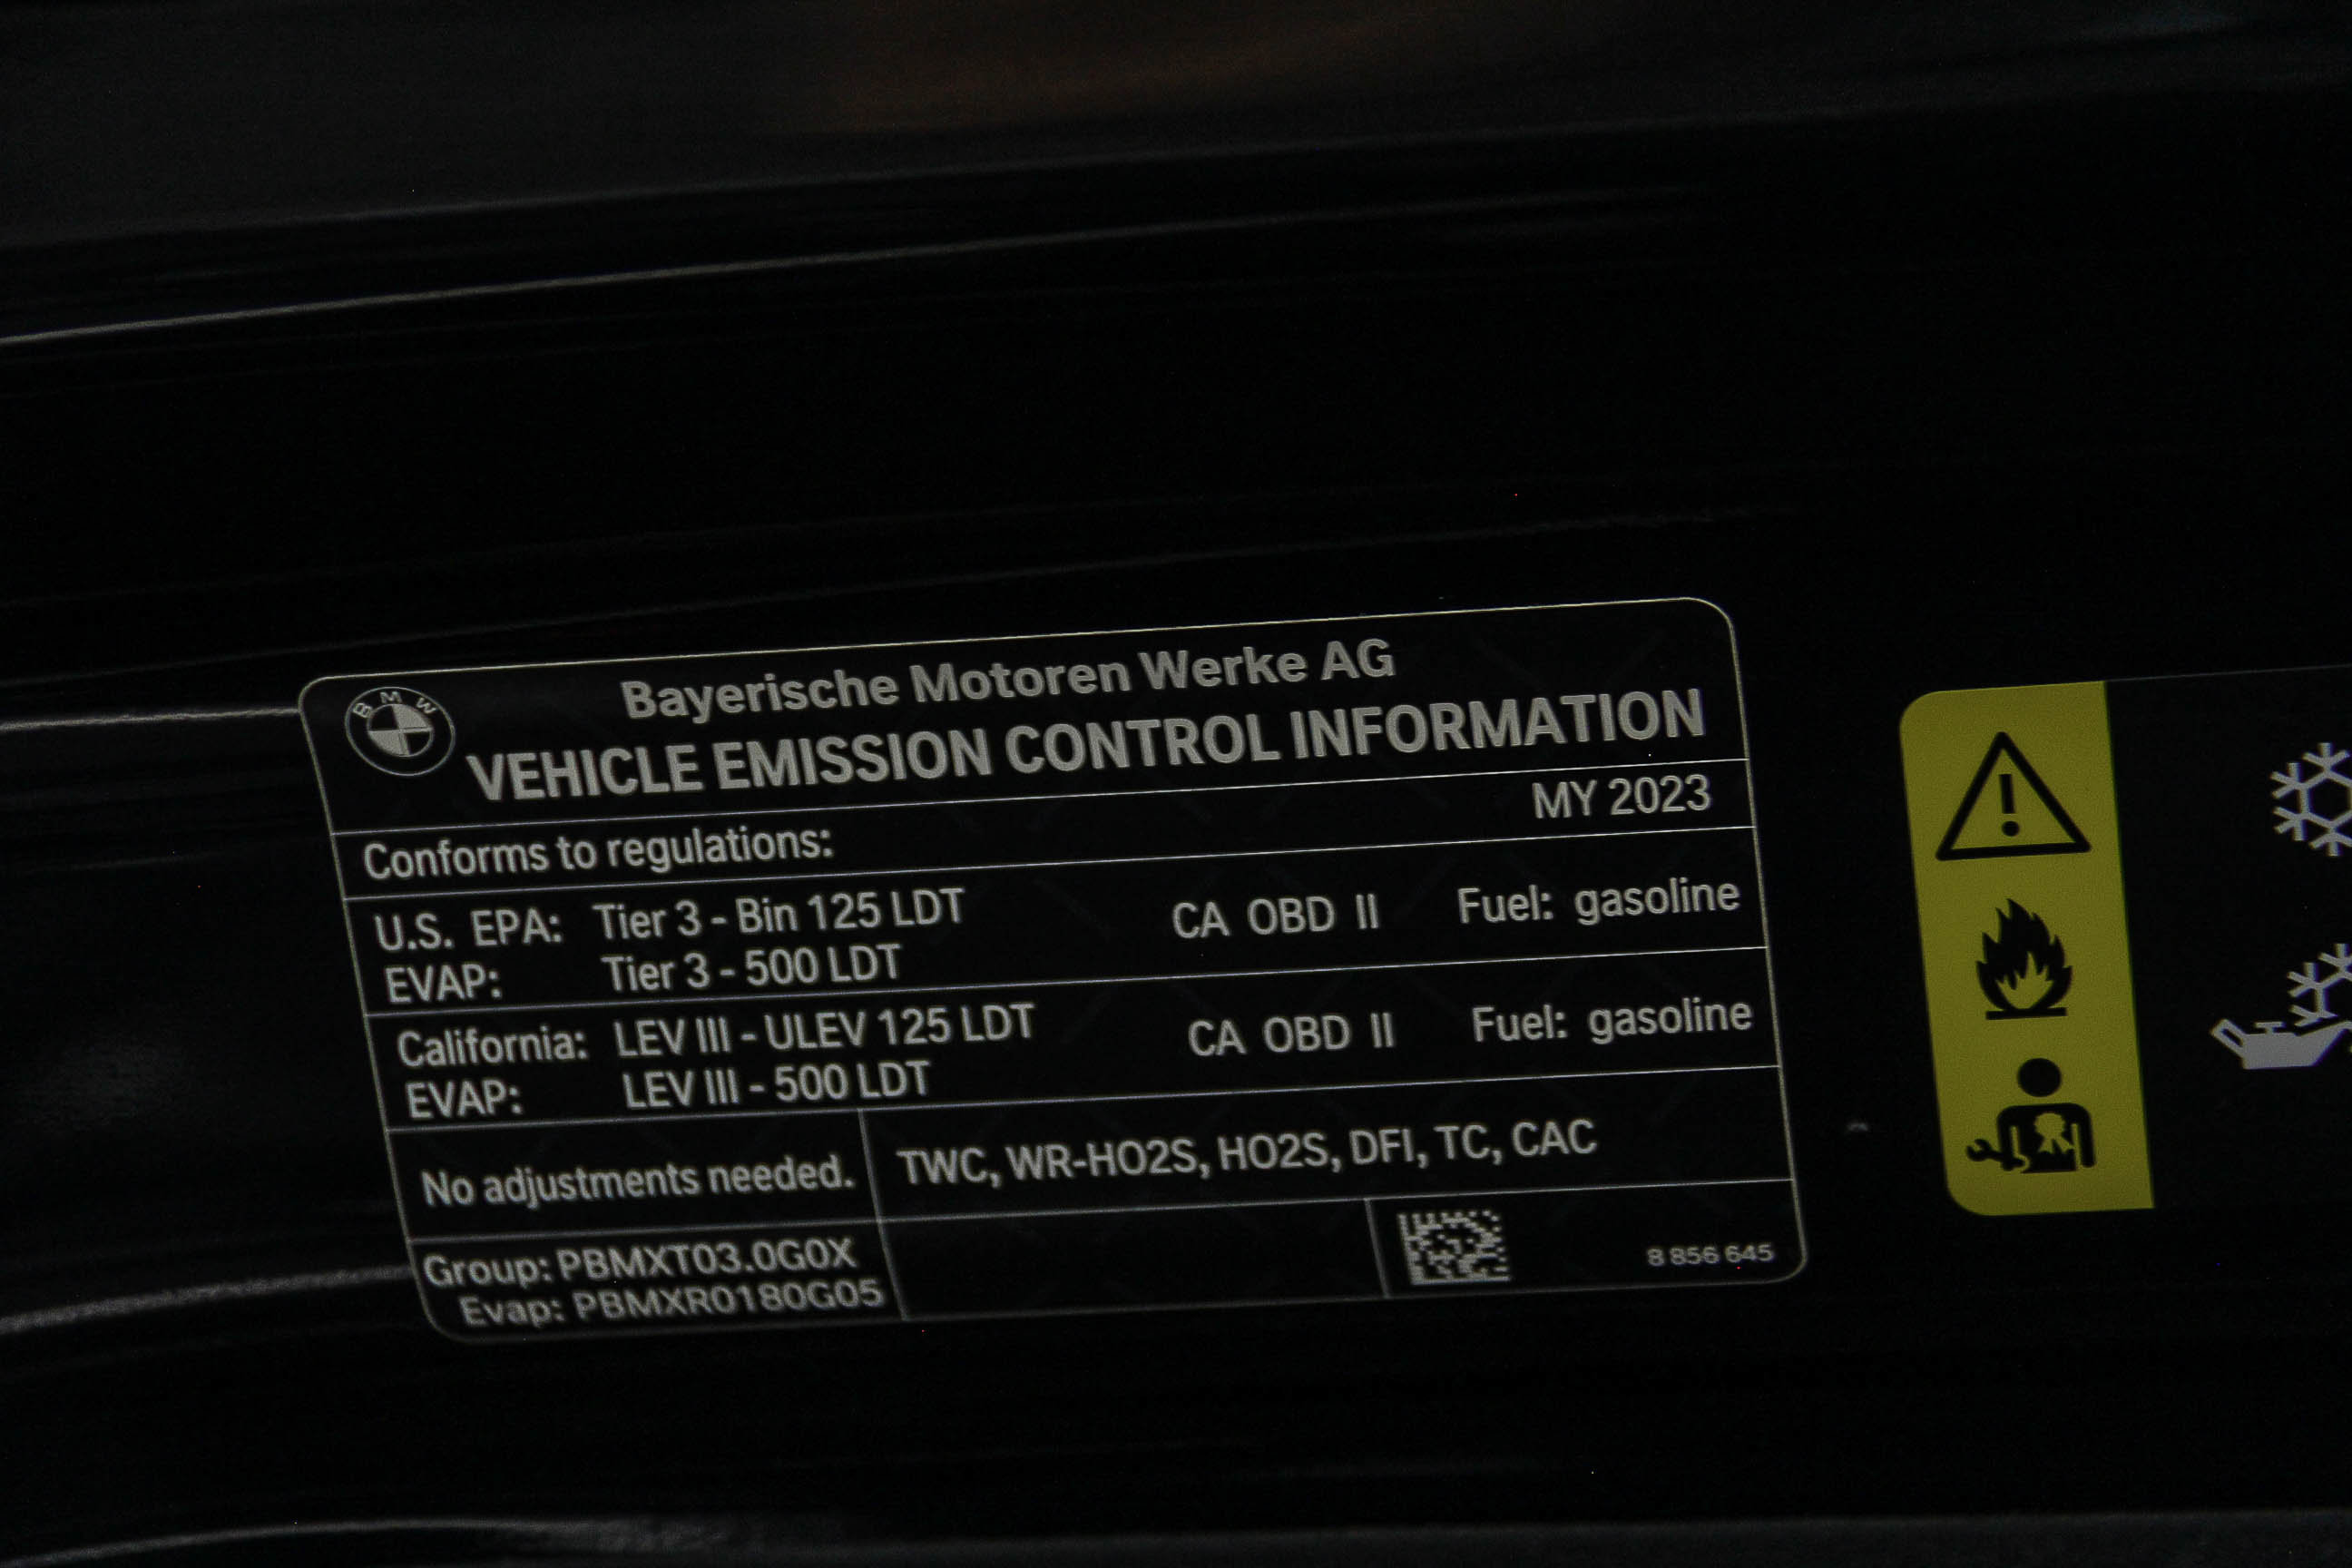 BMW
Bayerische Motoren Werke AG
VEHICLE EMISSION CONTROL INFORMATION
MY 2023
Conforms to regulations:
U.S. EPA: Tier 3 - Bin 125 LDT CA OBD II Fuel: gasoline
EVAP: Tier 3 - 500 LDT
California: LEV III - ULEV 125 LDT CA OBD II Fuel: gasoline
EVAP: LEV III - 500 LDT
No adjustments needed. TWC, WR-HO2S, HO2S, DFI, TC, CAC
Group: PBMXT03.0G0X
Evap: PBMXR0180G05
8 856 645